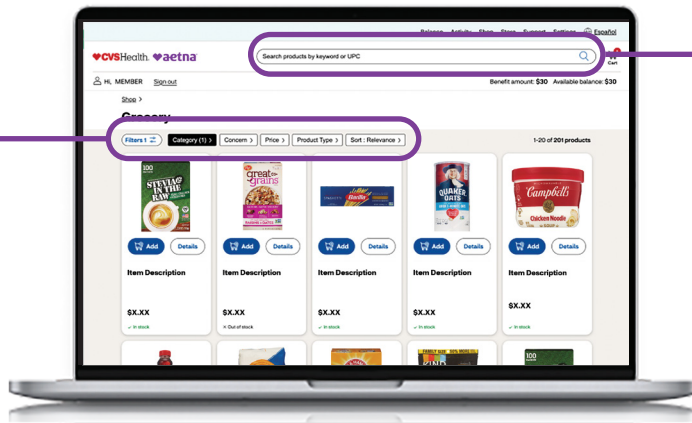 Balance Activity Shop Store Support Settings Español
CVSHealth. aetna
Search products by keyword or UPC
Cart
Hi, MEMBER Sign out
Benefit amount: $30 Available balance: $30
Shop >
Grocery
Filters 1 Category (1) > Concern > Price > Product Type > Sort : Relevance >
1-20 of 201 products
100
STEVIA IN THE RAW
great grains
Barilla
QUAKER OATS
Campbell's
Chicken Noodle
Add Details Add Details Add Details Add Details Add Details
Item Description Item Description Item Description Item Description Item Description
$X.XX $X.XX $X.XX $X.XX $X.XX
In stock Out of stock In stock In stock In stock
FAMILY SIZE
KIND
100